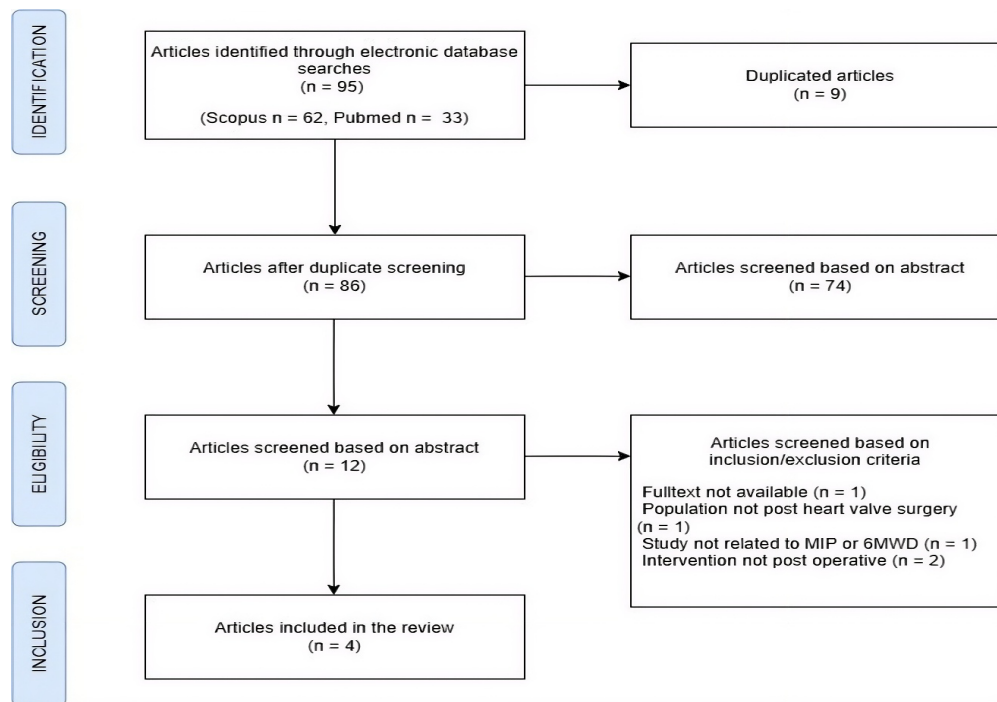 IDENTIFICATION
Articles identified through electronic database
searches
(n = 95)
(Scopus n = 62, Pubmed n = 33)
Duplicated articles
(n = 9)
SCREENING
Articles after duplicate screening
(n = 86)
Articles screened based on abstract
(n = 74)
ELIGIBILITY
Articles screened based on abstract
(n = 12)
Articles screened based on
inclusion/exclusion criteria
Fulltext not available (n = 1)
Population not post heart valve surgery
(n = 1)
Study not related to MIP or 6MWD (n = 1)
Intervention not post operative (n = 2)
INCLUSION
Articles included in the review
(n = 4)